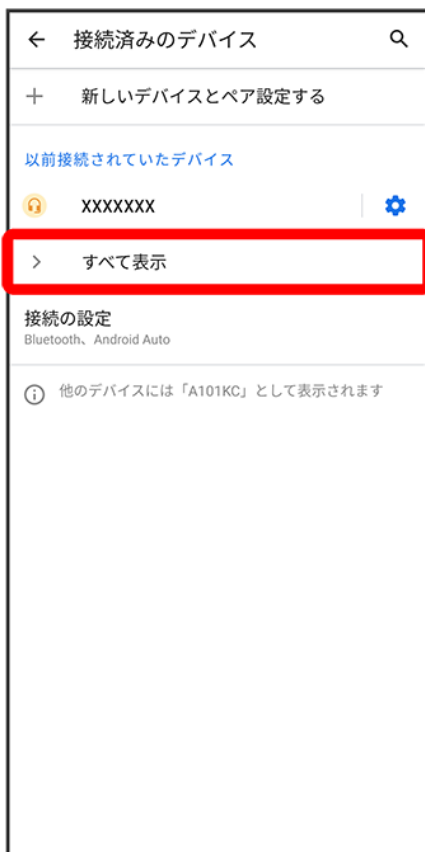 接続済みのデバイス
新しいデバイスとペア設定する
以前接続されていたデバイス
XXXXXXX
すべて表示
接続の設定
Bluetooth、Android Auto
他のデバイスには「A101KC」として表示されます